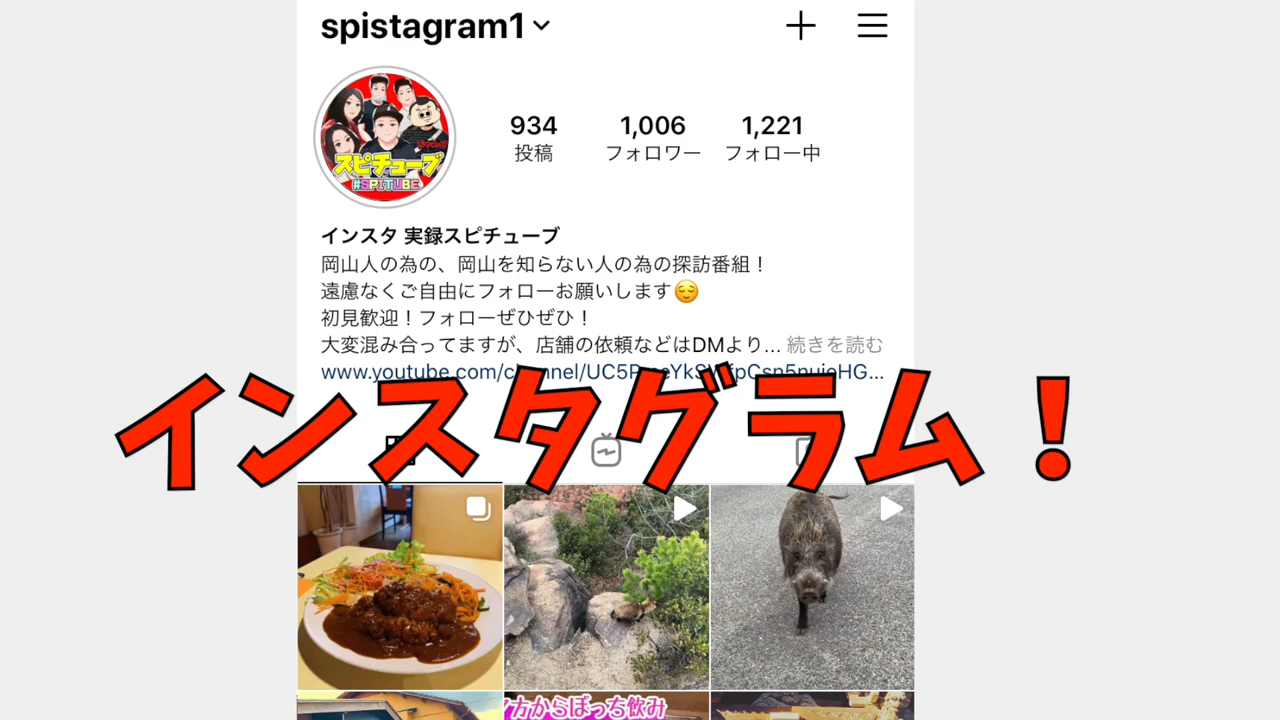 spistagram1
スピチューブ
#SPITUBE
934
投稿
1,006
フォロワー
1,221
フォロー中
インスタ 実録スピチューブ
岡山人の為の、岡山を知らない人の為の探訪番組！
遠慮なくご自由にフォローお願いします😌
初見歓迎！フォローぜひぜひ！
大変混み合ってますが、店舗の依頼などはDMより... 続きを読む
www.youtube.com/channel/
インスタグラム！
方からぼっち飲み